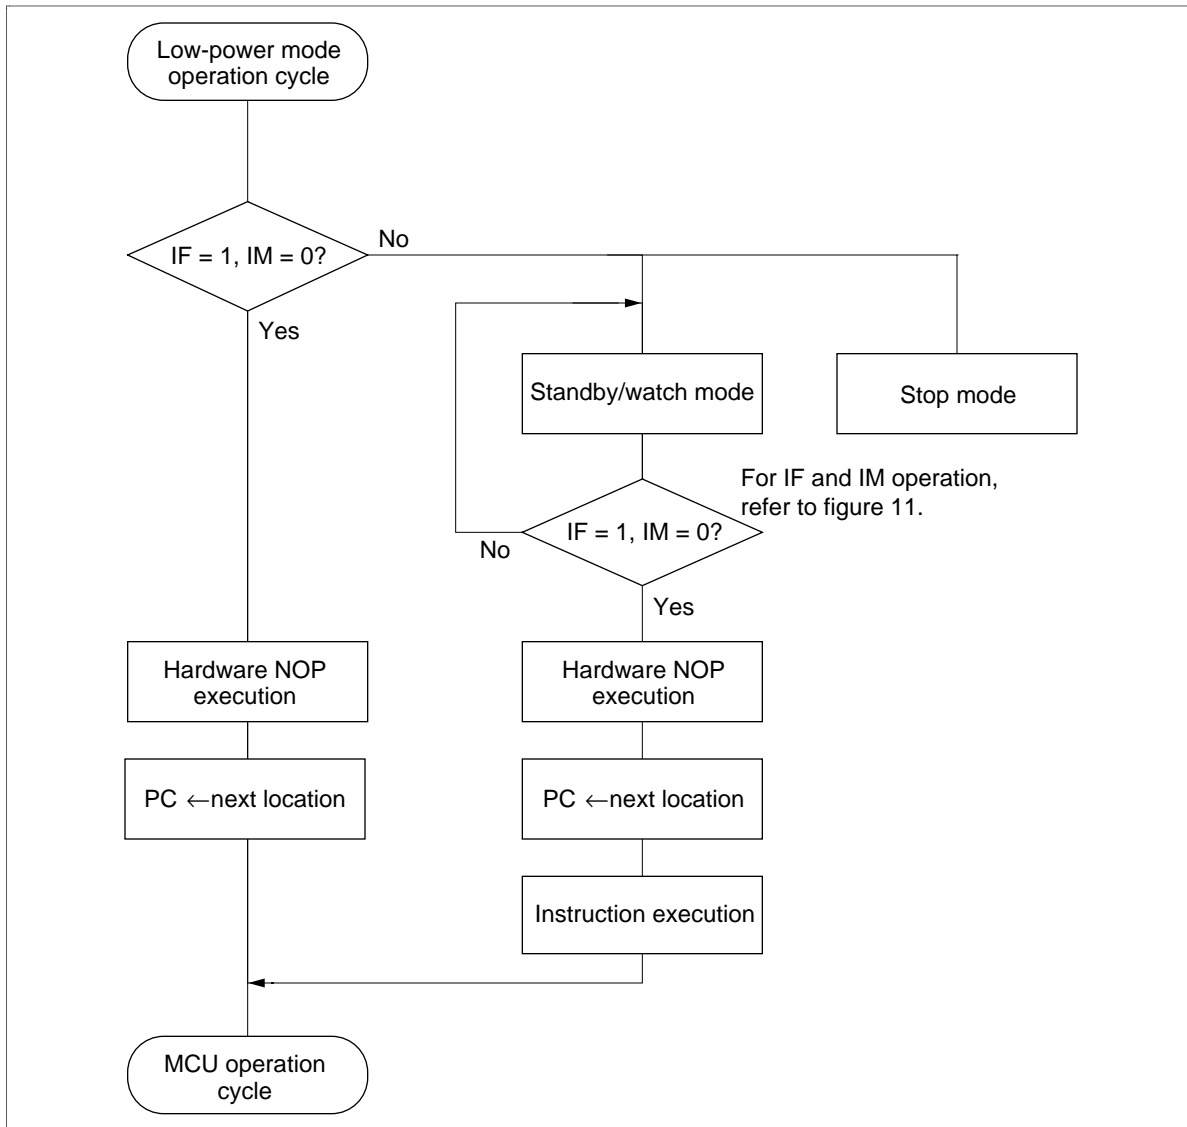 Low-power mode
operation cycle
IF = 1, IM = 0?
No
Yes
Standby/watch mode
Stop mode
For IF and IM operation,
refer to figure 11.
IF = 1, IM = 0?
No
Yes
Hardware NOP
execution
Hardware NOP
execution
PC ←next location
PC ←next location
Instruction execution
MCU operation
cycle